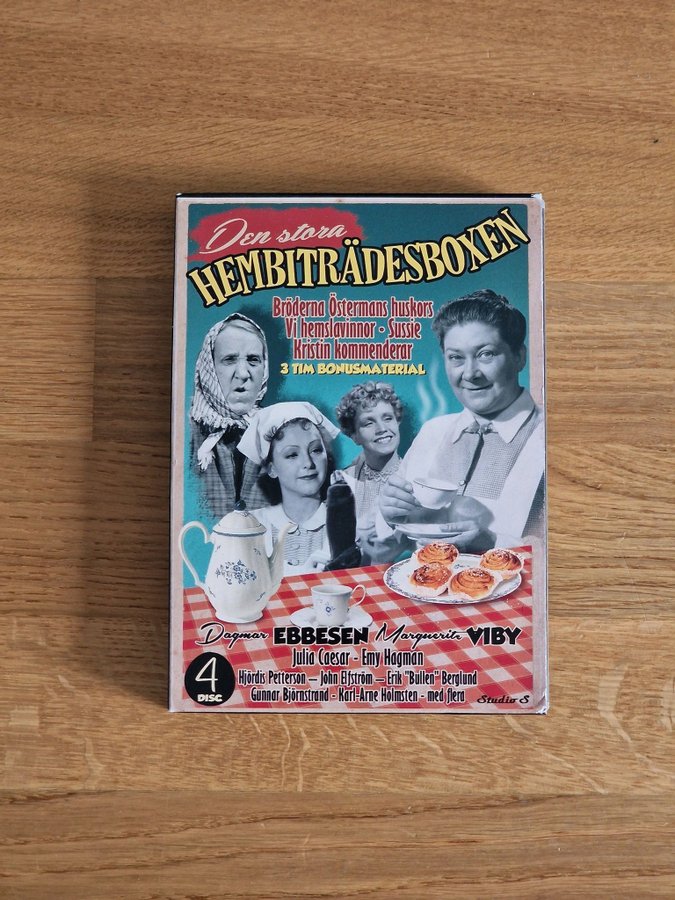 Den stora
HEMBITRÄDESBOXEN
Bröderna Östermans huskors
Vi hemslavinnor • Sussie
Kristin kommenderar
3 TIM BONUSMATERIAL
Dagmar EBBESEN Marguerite VIBY
Julia Caesar - Emy Hagman
Hjördis Petterson – John Elfström – Erik "Bullen" Berglund
Gunnar Björnstrand - Karl-Arne Holmsten - med flera
4
DISC
Studio S